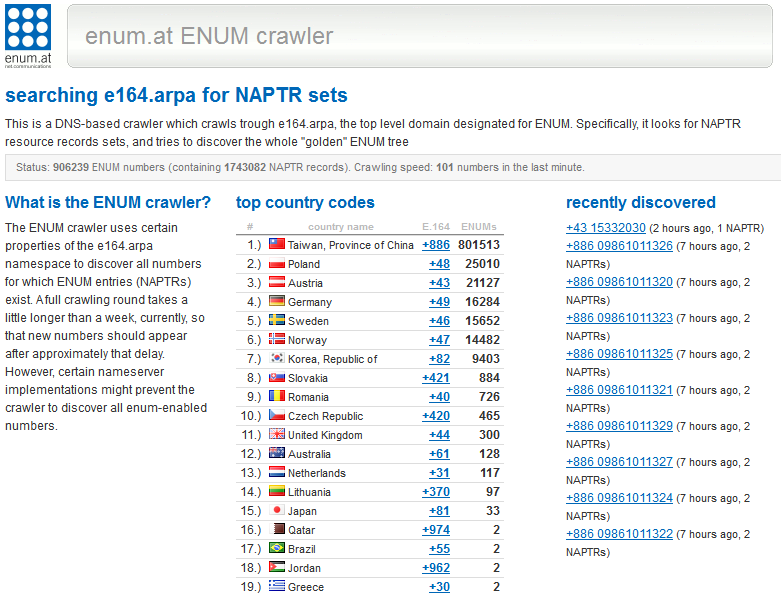 enum.at
net communications
enum.at ENUM crawler
searching e164.arpa for NAPTR sets
This is a DNS-based crawler which crawls trough e164.arpa, the top level domain designated for ENUM. Specifically, it looks for NAPTR
resource records sets, and tries to discover the whole "golden" ENUM tree
Status: 906239 ENUM numbers (containing 1743082 NAPTR records). Crawling speed: 101 numbers in the last minute.
What is the ENUM crawler?
The ENUM crawler uses certain
properties of the e164.arpa
namespace to discover all numbers
for which ENUM entries (NAPTRs)
exist. A full crawling round takes a
little longer than a week, currently, so
that new numbers should appear
after approximately that delay.
However, certain nameserver
implementations might prevent the
crawler to discover all enum-enabled
numbers.
top country codes
# country name E.164 ENUMs
1.) Taiwan, Province of China +886 801513
2.) Poland +48 25010
3.) Austria +43 21127
4.) Germany +49 16284
5.) Sweden +46 15652
6.) Norway +47 14482
7.) Korea, Republic of +82 9403
8.) Slovakia +421 884
9.) Romania +40 726
10.) Czech Republic +420 465
11.) United Kingdom +44 300
12.) Australia +61 128
13.) Netherlands +31 117
14.) Lithuania +370 97
15.) Japan +81 33
16.) Qatar +974 2
17.) Brazil +55 2
18.) Jordan +962 2
19.) Greece +30 2
recently discovered
+43 15332030 (2 hours ago, 1 NAPTR)
+886 09861011326 (7 hours ago, 2
NAPTRs)
+886 09861011320 (7 hours ago, 2
NAPTRs)
+886 09861011323 (7 hours ago, 2
NAPTRs)
+886 09861011325 (7 hours ago, 2
NAPTRs)
+886 09861011321 (7 hours ago, 2
NAPTRs)
+886 09861011329 (7 hours ago, 2
NAPTRs)
+886 09861011327 (7 hours ago, 2
NAPTRs)
+886 09861011324 (7 hours ago, 2
NAPTRs)
+886 09861011322 (7 hours ago, 2
NAPTRs)